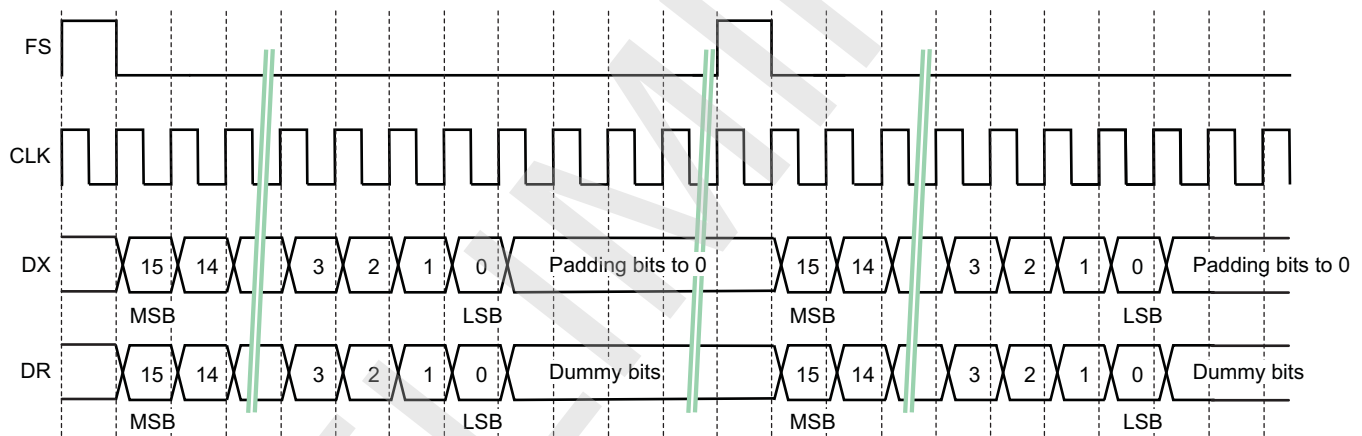 FS
CLK
DX 15 14 3 2 1 0 Padding bits to 0 15 14 3 2 1 0 Padding bits to 0
MSB LSB MSB LSB
DR 15 14 3 2 1 0 Dummy bits 15 14 3 2 1 0 Dummy bits
MSB LSB MSB LSB